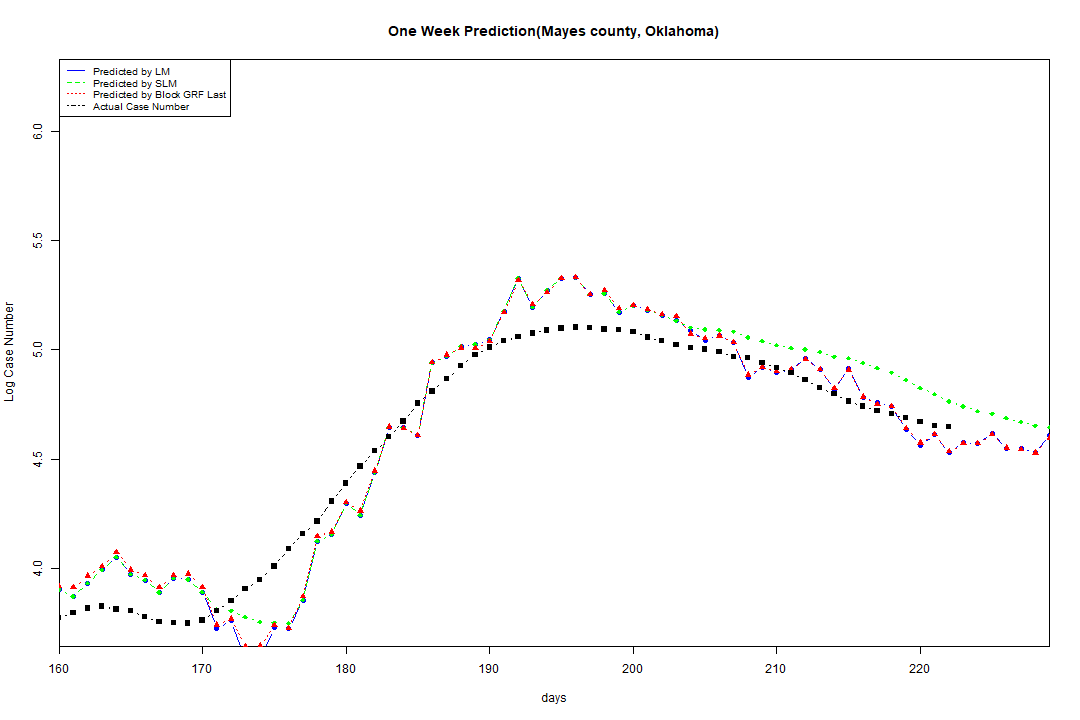 One Week Prediction(Mayes county, Oklahoma)
Predicted by LM
Predicted by SLM
Predicted by Block GRF Last
Actual Case Number
6.0
5.5
5.0
4.5
4.0
Log Case Number
160 170 180 190 200 210 220
days